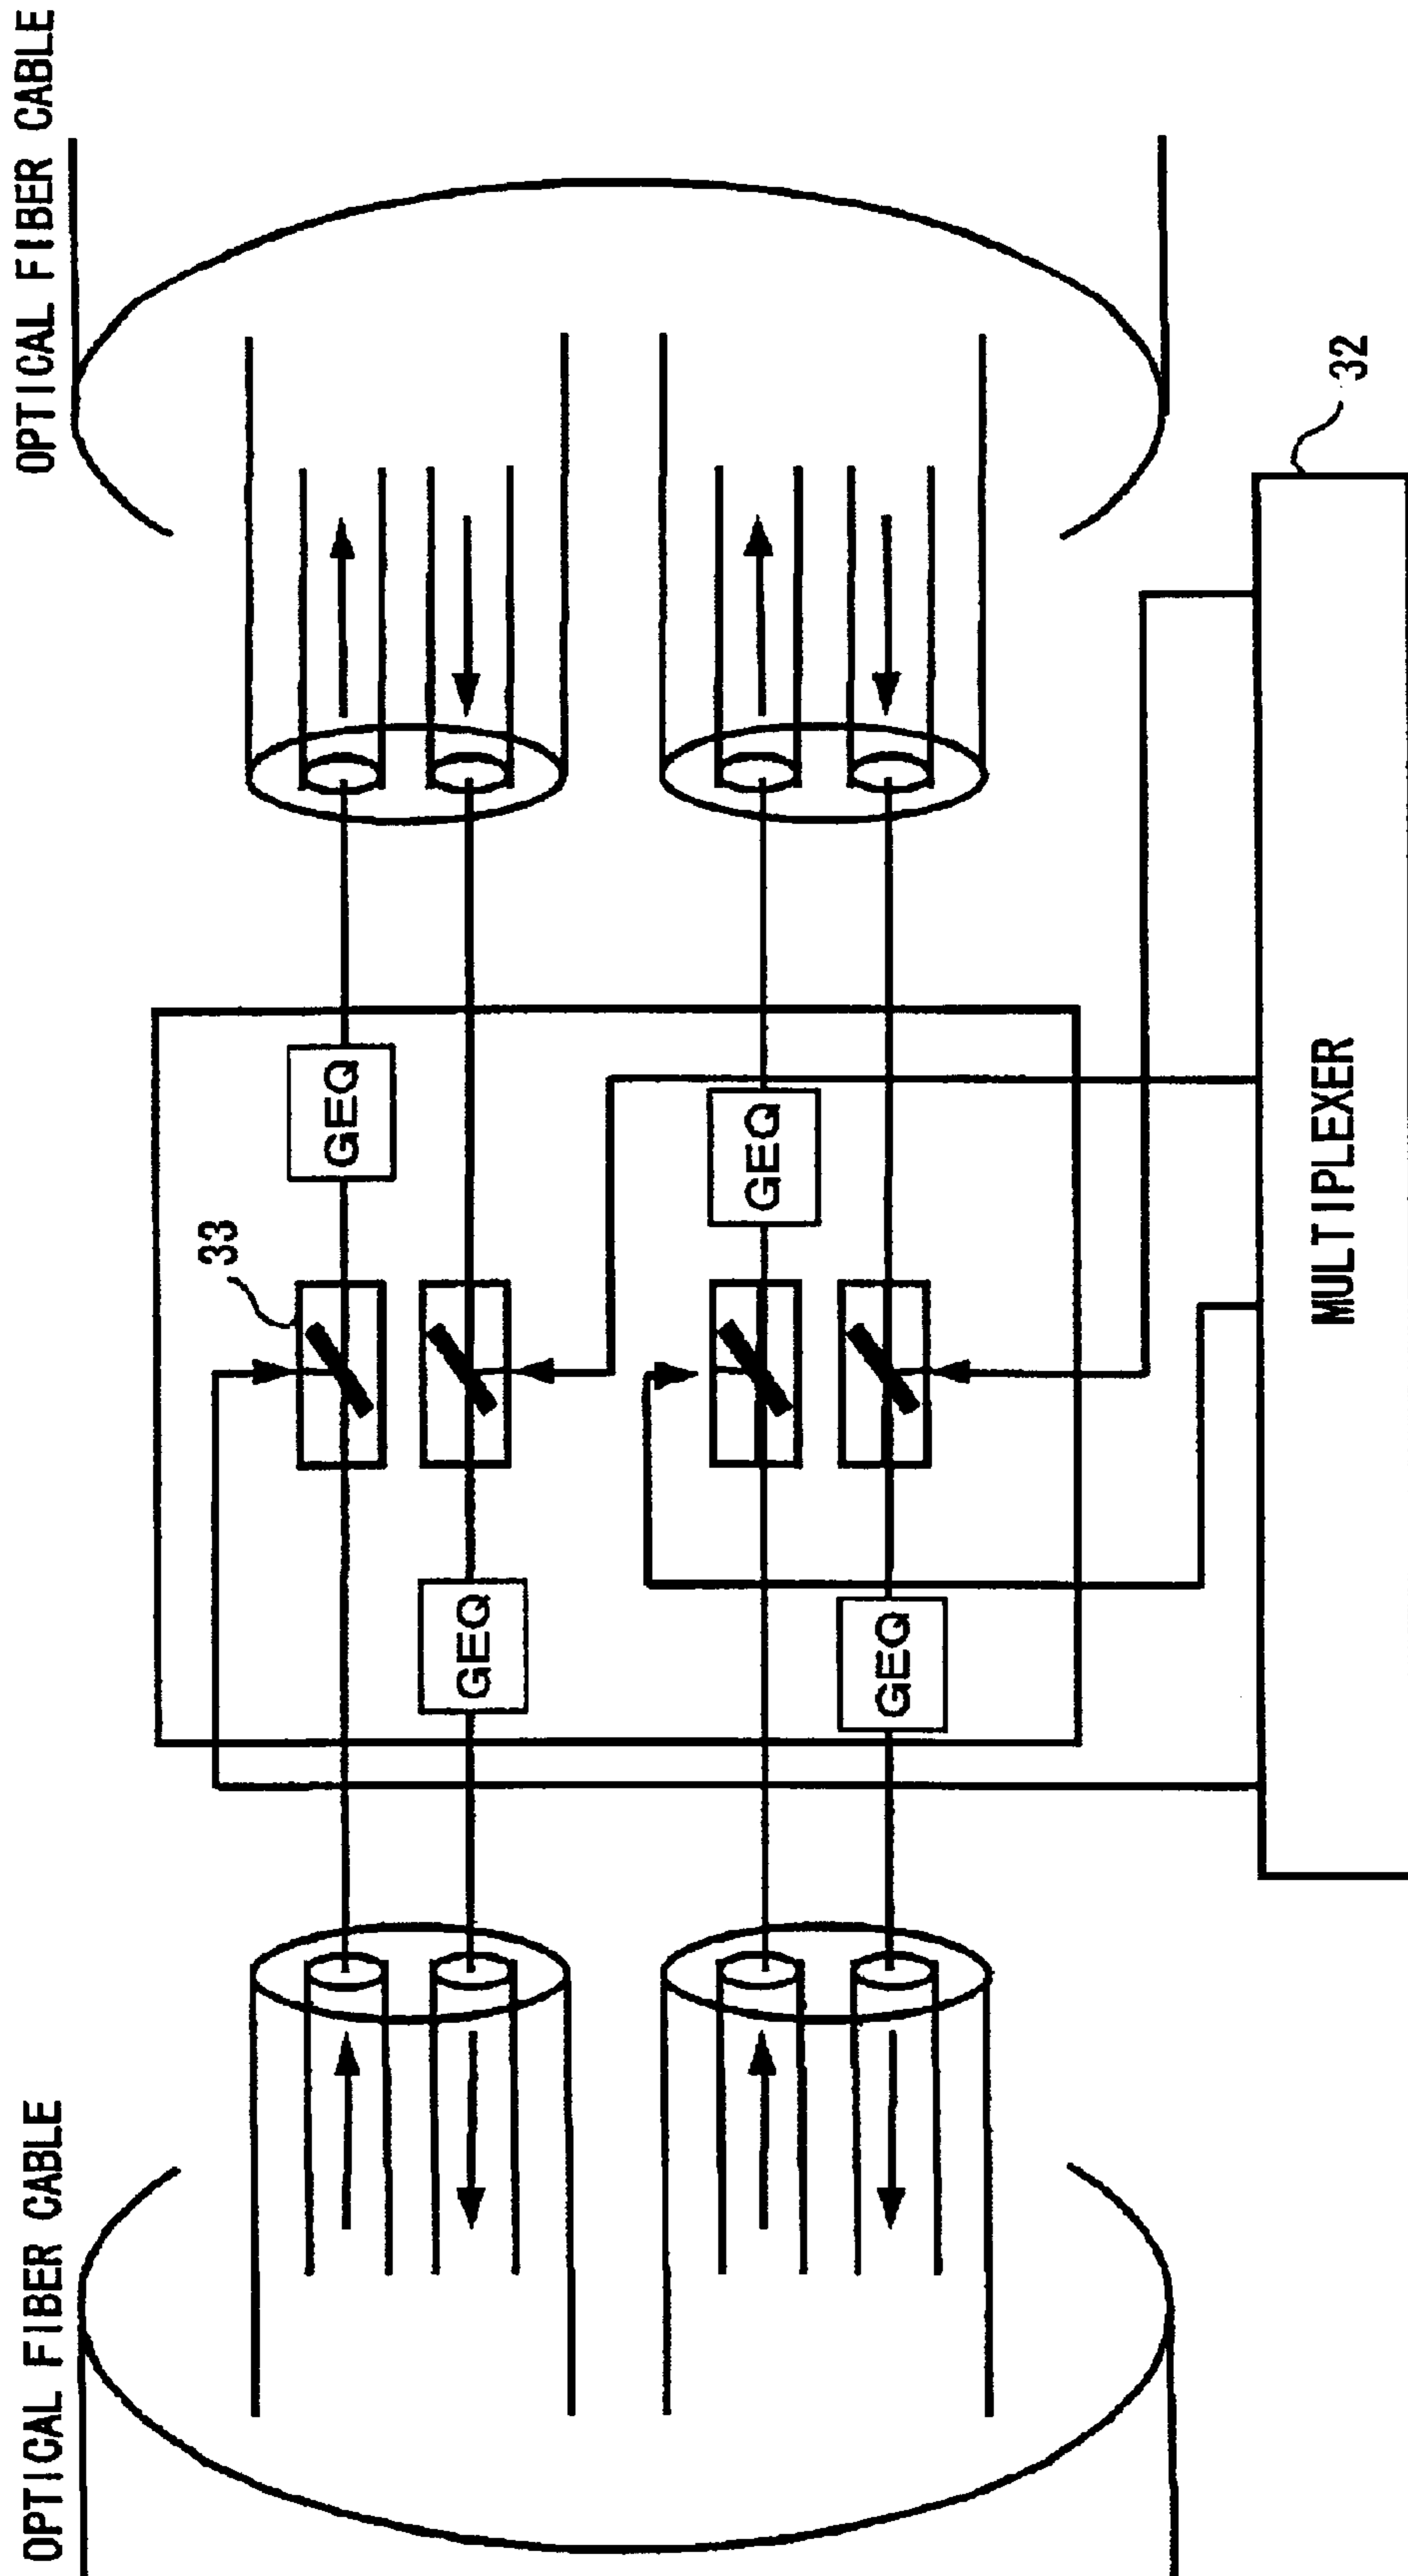 OPTICAL FIBER CABLE
OPTICAL FIBER CABLE
33
GEQ
GEQ
GEQ
GEQ
32
MULTIPLEXER